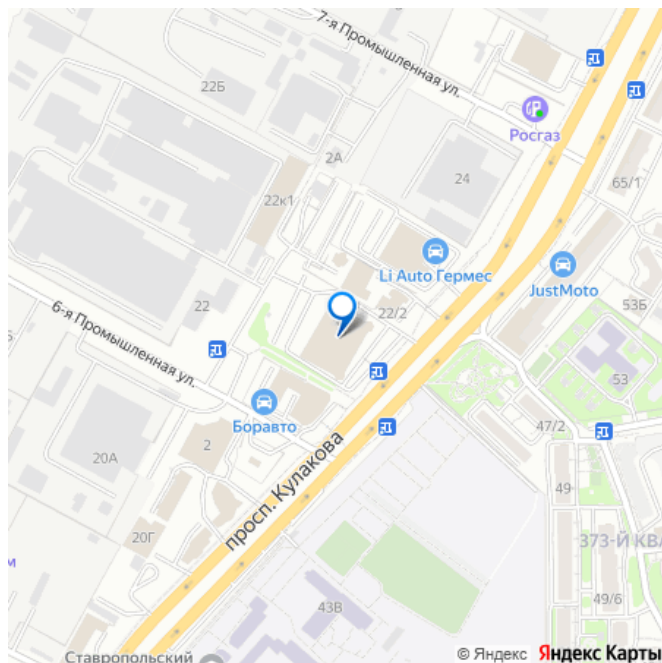 7-я Промышленная ул.
22Б
Росгаз
2А
24
65/1
22к1
Li Auto Гермес
JustMoto
53Б
22
22/2
6-я Промышленная ул.
53
Боравто
47/2
2
просп. Кулакова
20А
49
20Г
373-Й КВА
49/6
43В
Ставропольский
© Яндекс Яндекс Карты